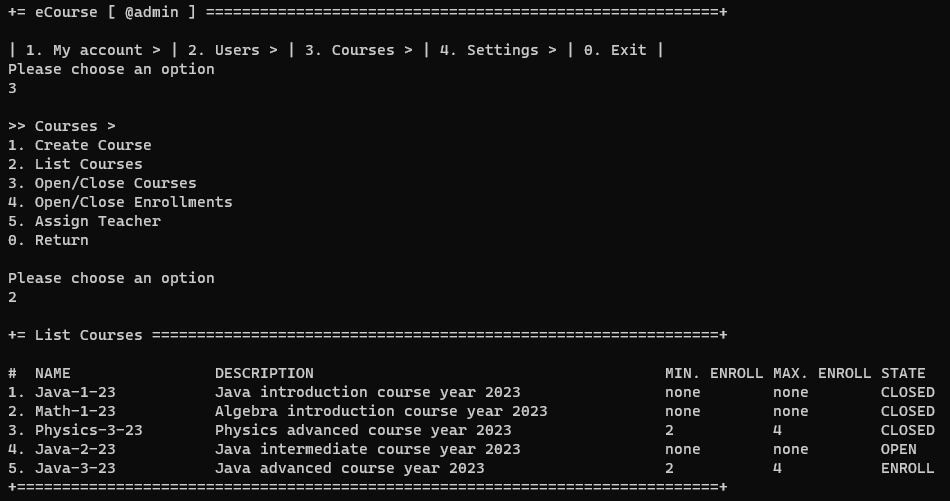 += eCourse [ @admin ] =========================================================+
| 1. My account > | 2. Users > | 3. Courses > | 4. Settings > | 0. Exit |
Please choose an option
3
>> Courses >
1. Create Course
2. List Courses
3. Open/Close Courses
4. Open/Close Enrollments
5. Assign Teacher
0. Return
Please choose an option
2
+= List Courses ===============================================================+
# NAME DESCRIPTION MIN. ENROLL MAX. ENROLL STATE
1. Java-1-23 Java introduction course year 2023 none none CLOSED
2. Math-1-23 Algebra introduction course year 2023 none none CLOSED
3. Physics-3-23 Physics advanced course year 2023 2 4 CLOSED
4. Java-2-23 Java intermediate course year 2023 none none OPEN
5. Java-3-23 Java advanced course year 2023 2 4 ENROLL
+==============================================================================+